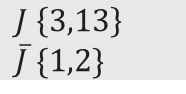 J {3,13}
J̄ {1,2}